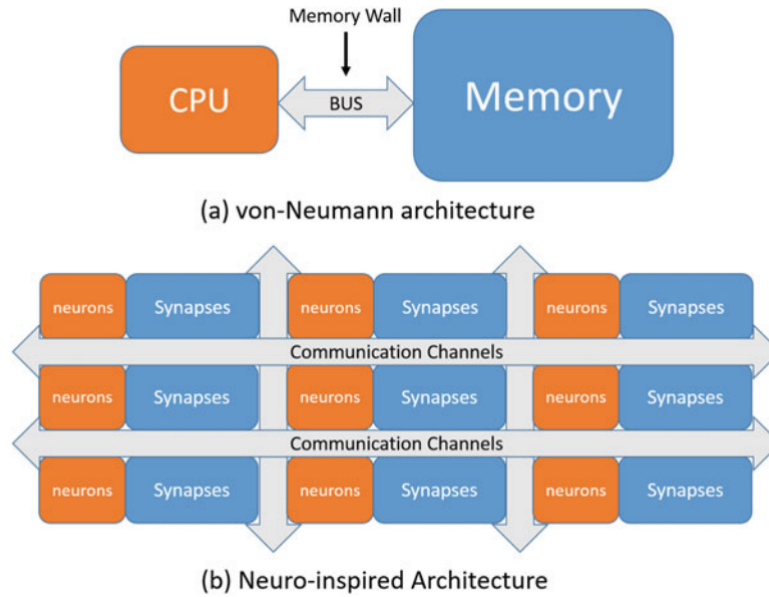 Memory Wall
CPU
BUS
Memory
(a) von-Neumann architecture
neurons Synapses neurons Synapses neurons Synapses
Communication Channels
neurons Synapses neurons Synapses neurons Synapses
Communication Channels
neurons Synapses neurons Synapses neurons Synapses
(b) Neuro-inspired Architecture